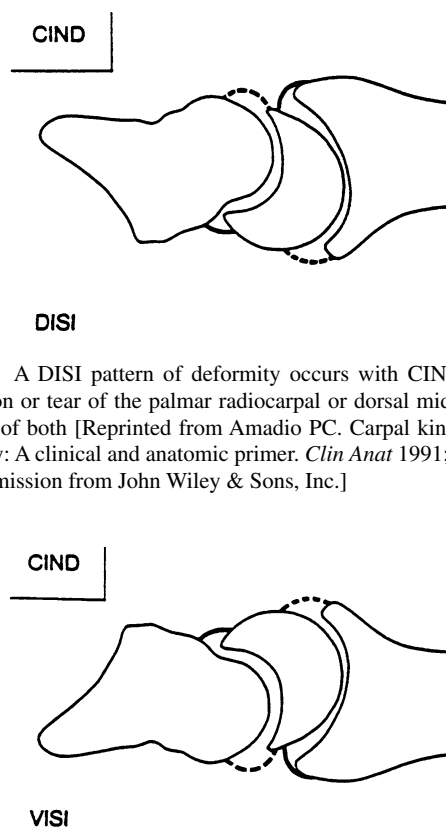 CIND
DISI
A DISI pattern of deformity occurs with CIN
on or tear of the palmar radiocarpal or dorsal mid
of both [Reprinted from Amadio PC. Carpal kin
y: A clinical and anatomic primer. Clin Anat 1991;
mission from John Wiley & Sons, Inc.]
CIND
VISI